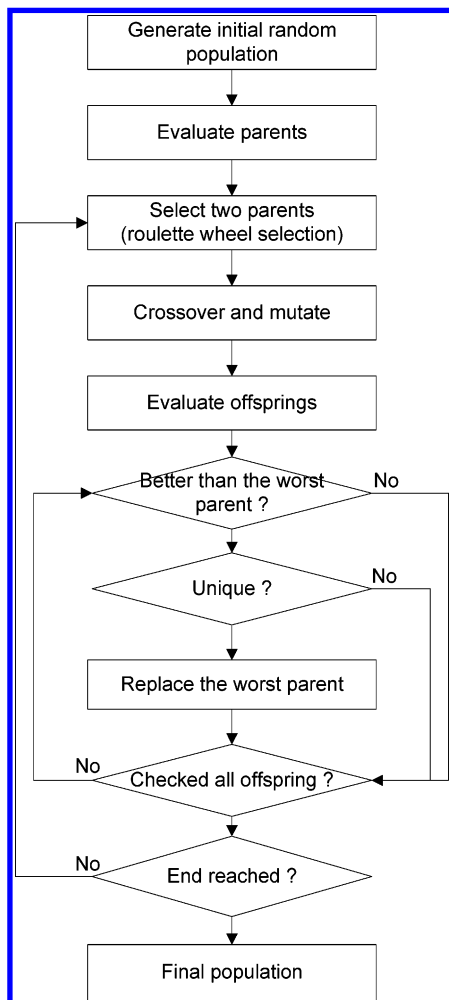 Generate initial random
population
Evaluate parents
Select two parents
(roulette wheel selection)
Crossover and mutate
Evaluate offsprings
Better than the worst
parent ?
No
Unique ?
No
Replace the worst parent
Checked all offspring ?
No
End reached ?
No
Final population